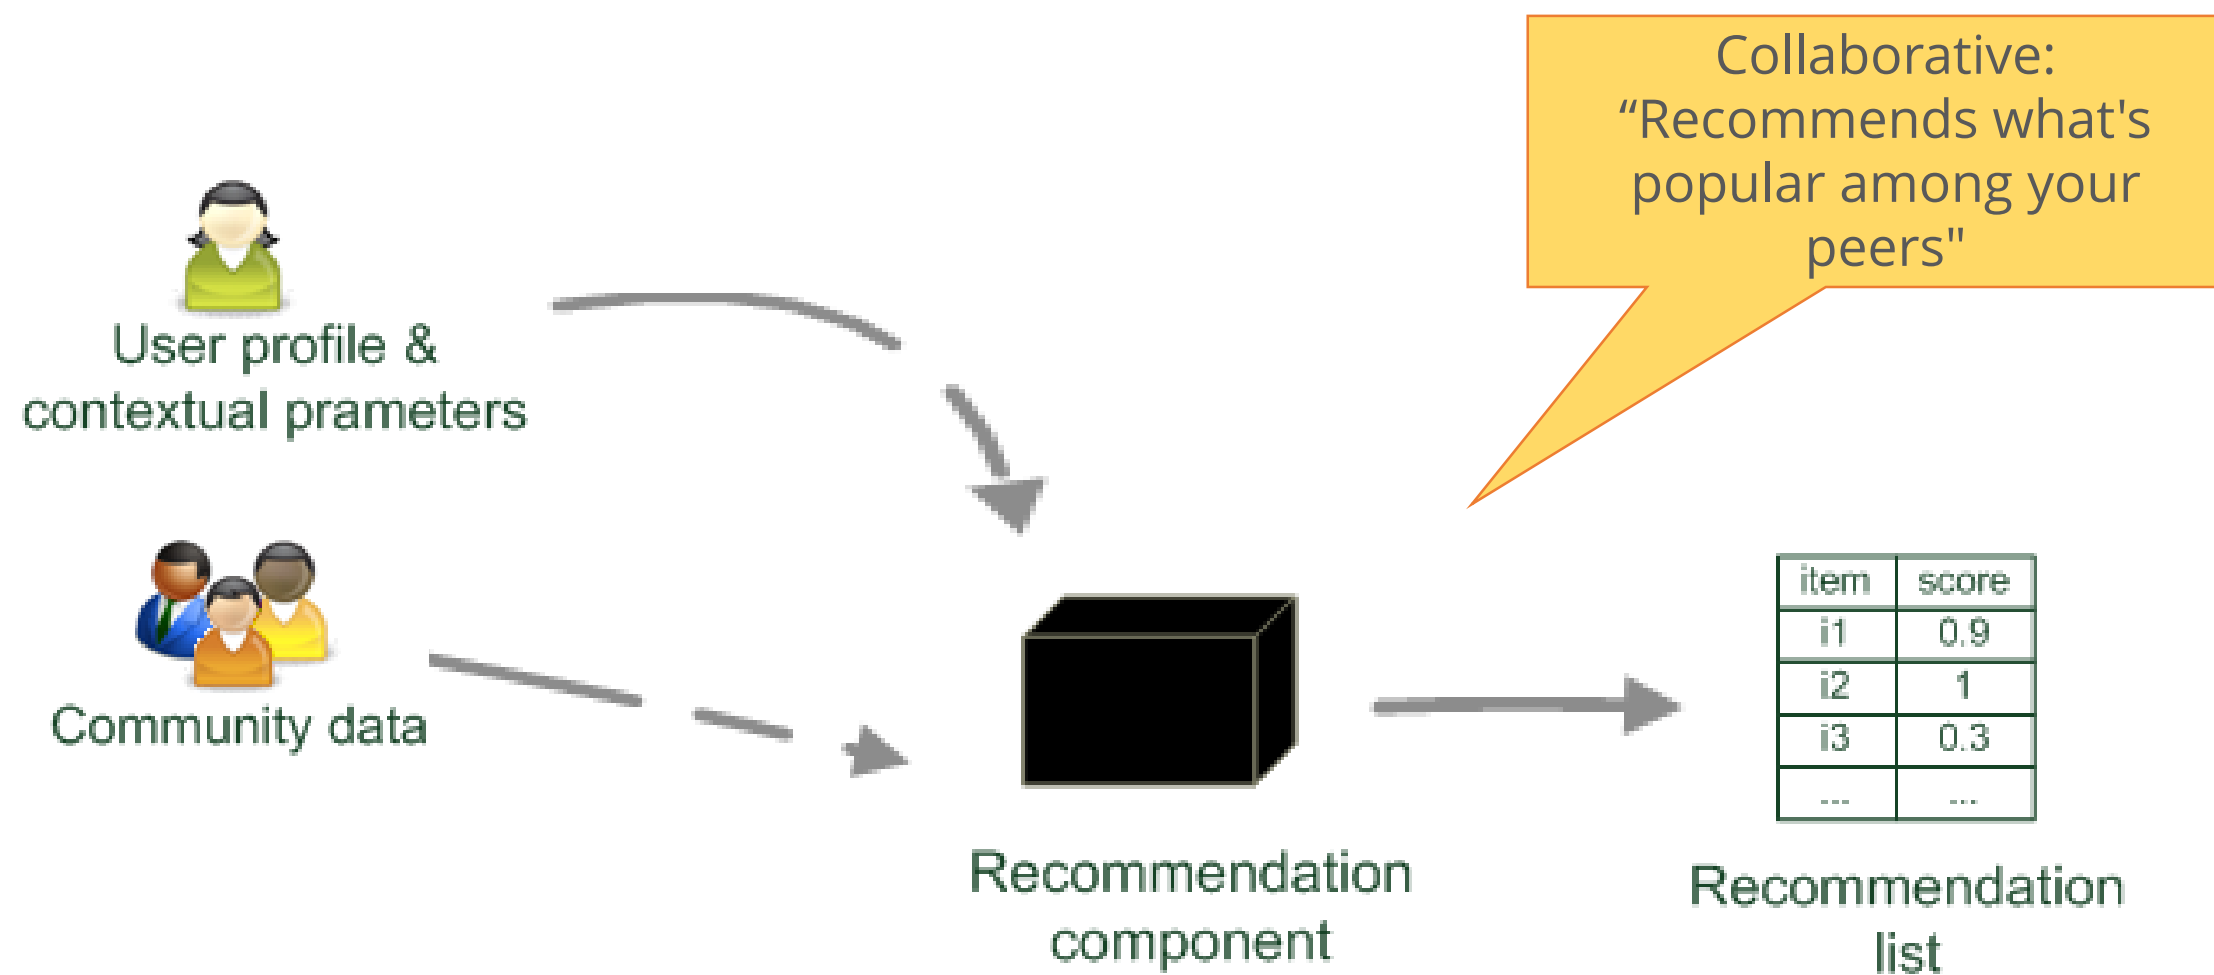 Collaborative:
“Recommends what's
popular among your
peers"
User profile &
contextual prameters
Community data
Recommendation
component
item score
i1 0.9
i2 1
i3 0.3
... ...
Recommendation
list